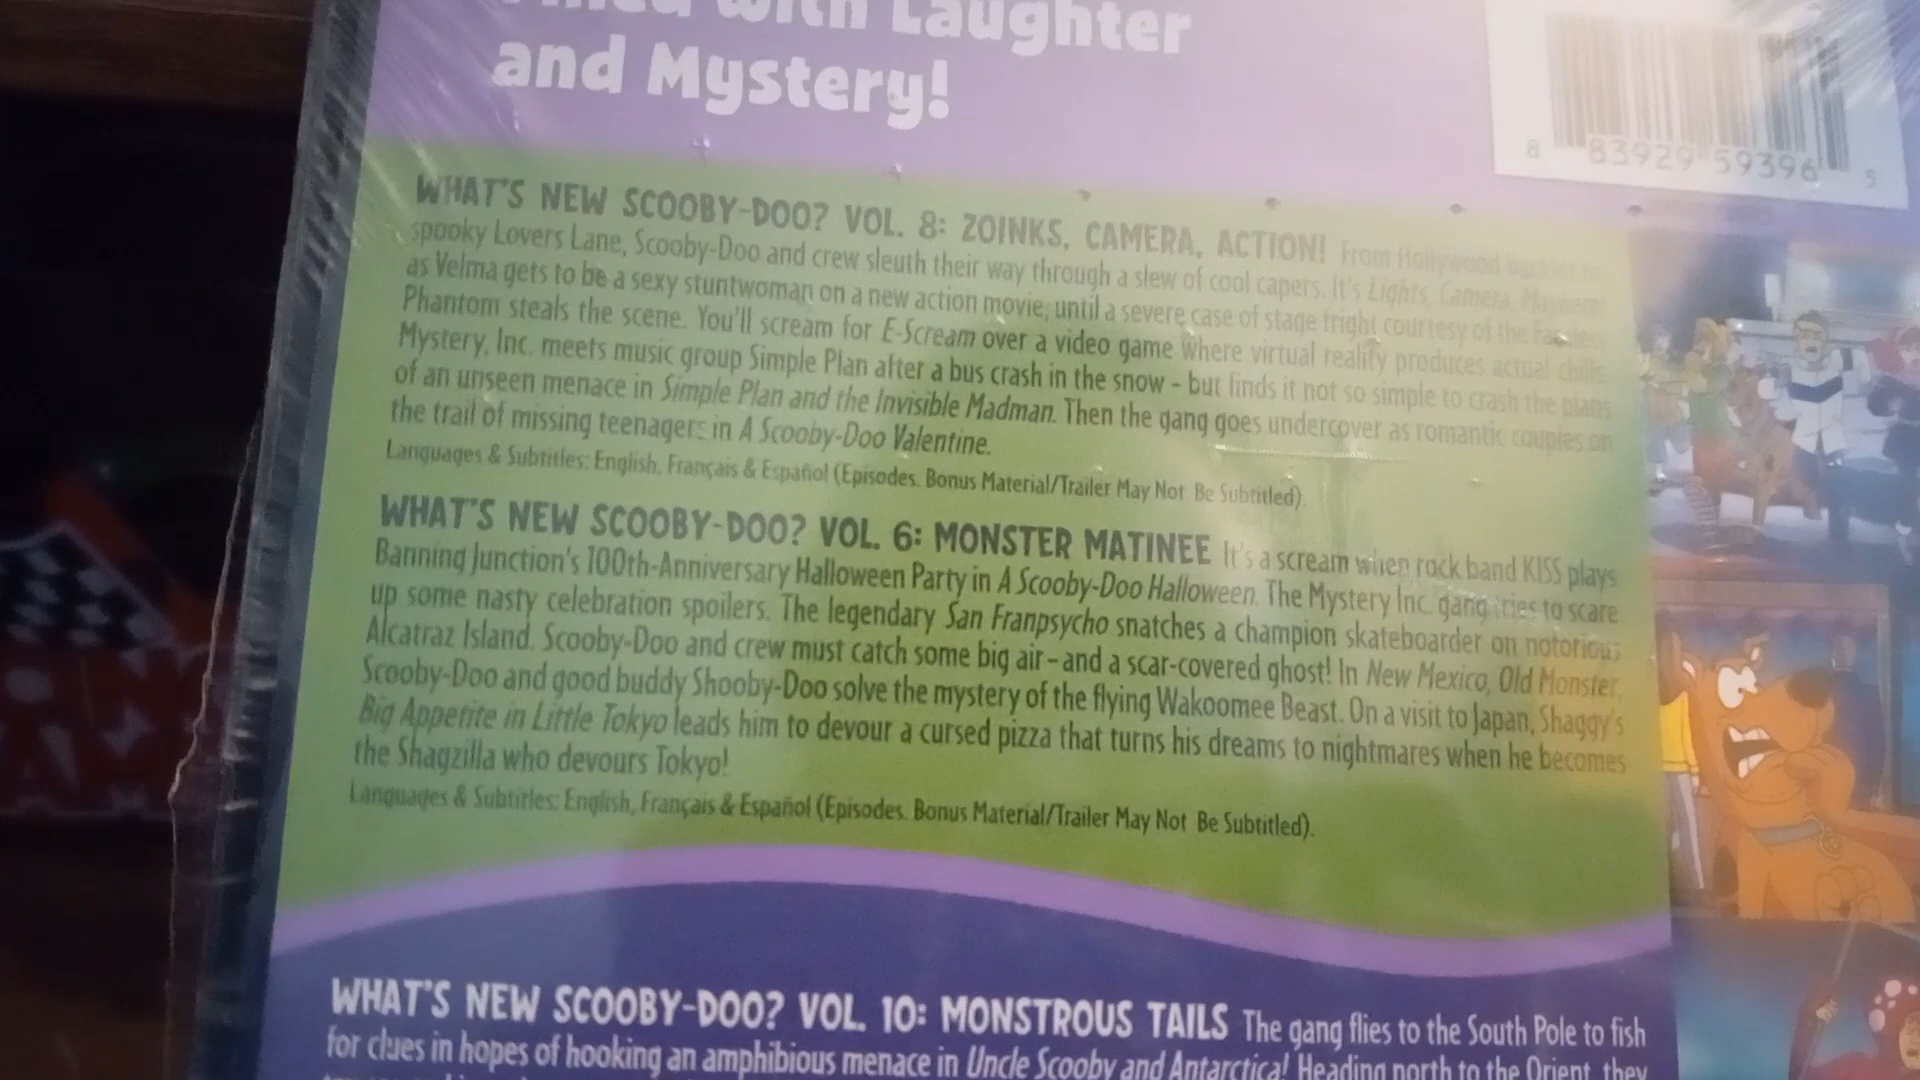 with Laughter
and Mystery!
8 83929 59396 5
WHAT'S NEW SCOOBY-DOO? VOL. 8: ZOINKS, CAMERA, ACTION! From Hollywood
spooky Lovers Lane, Scooby-Doo and crew sleuth their way through a slew of cool capers. It's Lights, Camera, Mayhem!
as Velma gets to be a sexy stuntwoman on a new action movie, until a severe case of stage fright courtesy of the Faceless
Phantom steals the scene. You'll scream for E-Scream over a video game where virtual reality produces actual chills.
Mystery, Inc. meets music group Simple Plan after a bus crash in the snow – but finds it not so simple to crash the plans
of an unseen menace in Simple Plan and the Invisible Madman. Then the gang goes undercover as romantic couples on
the trail of missing teenagers in A Scooby-Doo Valentine.
Languages & Subtitles: English, Français & Español (Episodes. Bonus Material/Trailer May Not Be Subtitled).
WHAT'S NEW SCOOBY-DOO? VOL. 6: MONSTER MATINEE It's a scream when rock band KISS plays
Banning Junction's 100th-Anniversary Halloween Party in A Scooby-Doo Halloween. The Mystery Inc. gang tries to scare
up some nasty celebration spoilers. The legendary San Franpsycho snatches a champion skateboarder on notorious
Alcatraz Island. Scooby-Doo and crew must catch some big air – and a scar-covered ghost! In New Mexico, Old Monster,
Scooby-Doo and good buddy Shooby-Doo solve the mystery of the flying Wakoomee Beast. On a visit to Japan, Shaggy's
Big Appetite in Little Tokyo leads him to devour a cursed pizza that turns his dreams to nightmares when he becomes
the Shagzilla who devours Tokyo!
Languages & Subtitles: English, Français & Español (Episodes. Bonus Material/Trailer May Not Be Subtitled).
WHAT'S NEW SCOOBY-DOO? VOL. 10: MONSTROUS TAILS The gang flies to the South Pole to fish
for clues in hopes of hooking an amphibious menace in Uncle Scooby and Antarctica! Heading north to the Orient, they